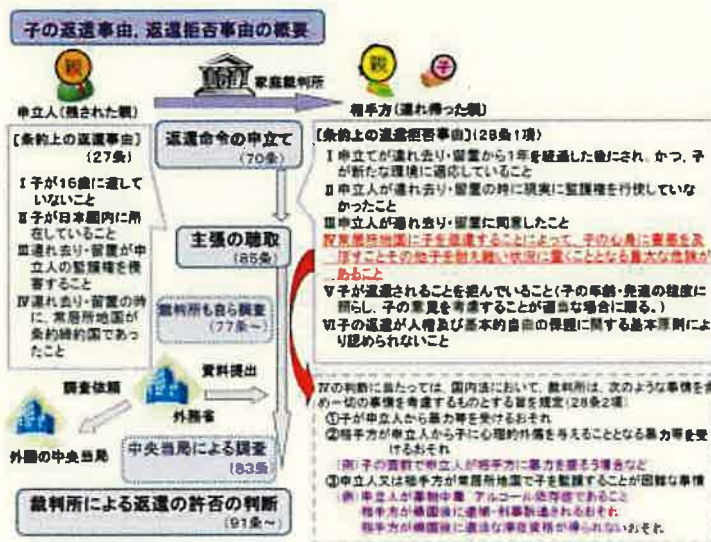 子の返還事由，返還拒否事由の概要
親
家庭裁判所
親
子
申立人(残された親)
相手方(連れ帰った親)
[条約上の返還事由]
(27条)
Ⅰ子が16歳に達して
いないこと
Ⅱ子が日本国内に所
在していること
Ⅲ連れ去り・留置が申
立人の監護権を侵
害すること
Ⅳ連れ去り・留置の時
に、常居所地国が
条約締約国であっ
たこと
返還命令の申立て
(70条)
主張の聴取
(85条)
裁判所も自ら調査
(77条～)
資料提出
調査依頼
外務省
外国の中央当局
中央当局による調査
(83条)
裁判所による返還の許否の判断
(91条～)
[条約上の返還拒否事由](28条1項)
Ⅰ申立てが連れ去り・留置から1年を経過した後にされ、かつ、子
が新たな環境に適応していること
Ⅱ申立人が連れ去り・留置の時に現実に監護権を行使していな
かったこと
Ⅲ申立人が連れ去り・留置に同意したこと
Ⅳ常居所地国に子を返還することによって、子の心身に害悪を及
ぼすことその他子を耐え難い状況に置くこととなる重大な危険が
あること
Ⅴ子が返還されることを拒んでいること(子の年齢・発達の程度に
照らし、子の意見を考慮することが適当な場合に限る。)
Ⅵ子の返還が人権及び基本的自由の保護に関する基本原則によ
り認められないこと
Ⅳの判断に当たっては、国内法において、裁判所は、次のような事情を含
め一切の事情を考慮するものとする旨を規定(28条2項)
①子が申立人から暴力等を受けるおそれ
②相手方が申立人から子に心理的外傷を与えることとなる暴力等を受
けるおそれ
(例)子の面前で申立人が相手方に暴力を振るう場合など
③申立人又は相手方が常居所地国で子を監護することが困難な事情
(例)申立人が薬物中毒、アルコール依存症であること
相手方が帰国後に逮捕・刑事訴追されるおそれ
相手方が帰国後に適法な滞在資格が得られないおそれ